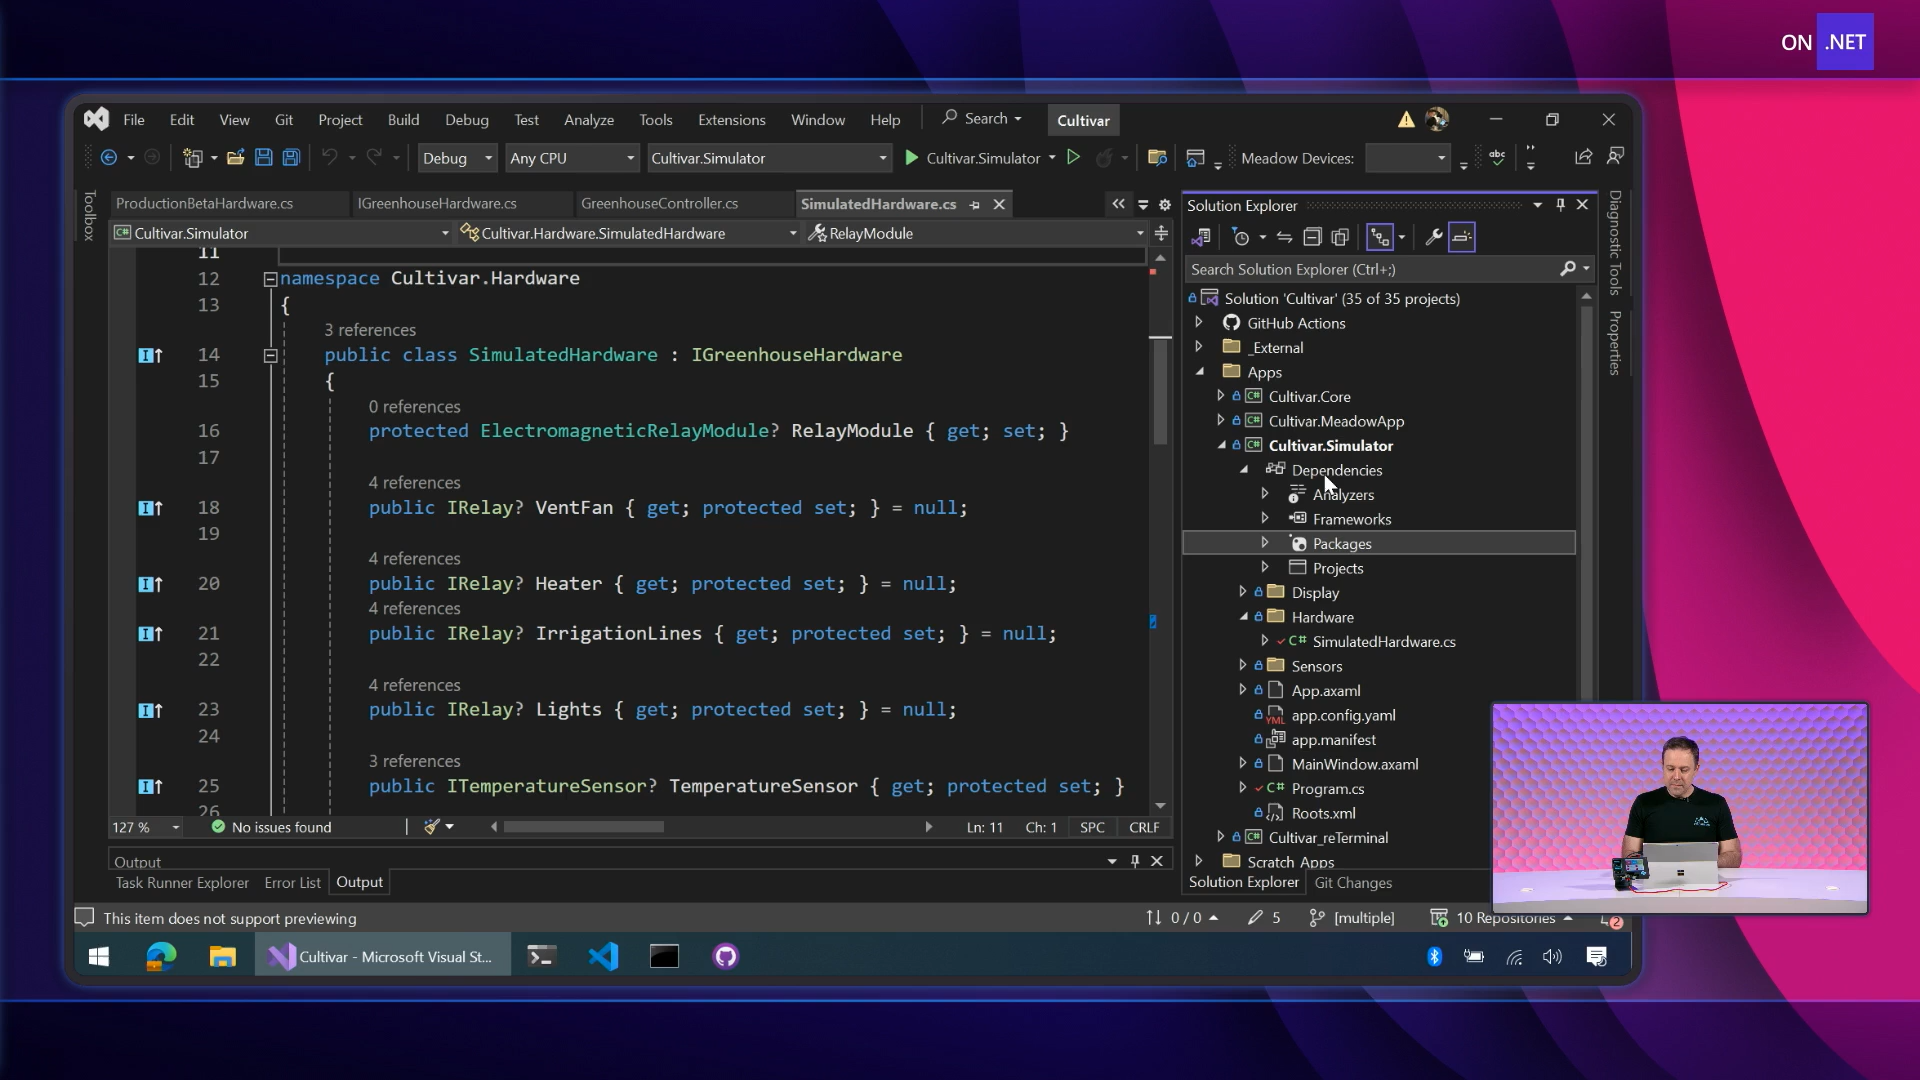 ON .NET
File Edit View Git Project Build Debug Test Analyze Tools Extensions Window Help Search Cultivar
Debug Any CPU Cultivar.Simulator Cultivar.Simulator Meadow Devices: abc
Toolbox
ProductionBetaHardware.cs IGreenhouseHardware.cs GreenhouseController.cs SimulatedHardware.cs
C# Cultivar.Simulator Cultivar.Hardware.SimulatedHardware RelayModule
11
12 namespace Cultivar.Hardware
13 {
3 references
14 public class SimulatedHardware : IGreenhouseHardware
15 {
0 references
16 protected ElectromagneticRelayModule? RelayModule { get; set; }
17
4 references
18 public IRelay? VentFan { get; protected set; } = null;
19
4 references
20 public IRelay? Heater { get; protected set; } = null;
4 references
21 public IRelay? IrrigationLines { get; protected set; } = null;
22
4 references
23 public IRelay? Lights { get; protected set; } = null;
24
3 references
25 public ITemperatureSensor? TemperatureSensor { get; protected set; }
26
127 % No issues found Ln: 11 Ch: 1 SPC CRLF
Output
Task Runner Explorer Error List Output
Solution Explorer
Search Solution Explorer (Ctrl+;)
Solution 'Cultivar' (35 of 35 projects)
GitHub Actions
_External
Apps
C# Cultivar.Core
C# Cultivar.MeadowApp
C# Cultivar.Simulator
Dependencies
Analyzers
Frameworks
Packages
Projects
Display
Hardware
C# SimulatedHardware.cs
Sensors
App.axaml
YML app.config.yaml
app.manifest
MainWindow.axaml
C# Program.cs
Roots.xml
C# Cultivar_reTerminal
Scratch Apps
Solution Explorer Git Changes
Diagnostic Tools
Properties
This item does not support previewing 0 / 0 5 [multiple] 10 Repositories 2
Cultivar - Microsoft Visual St...